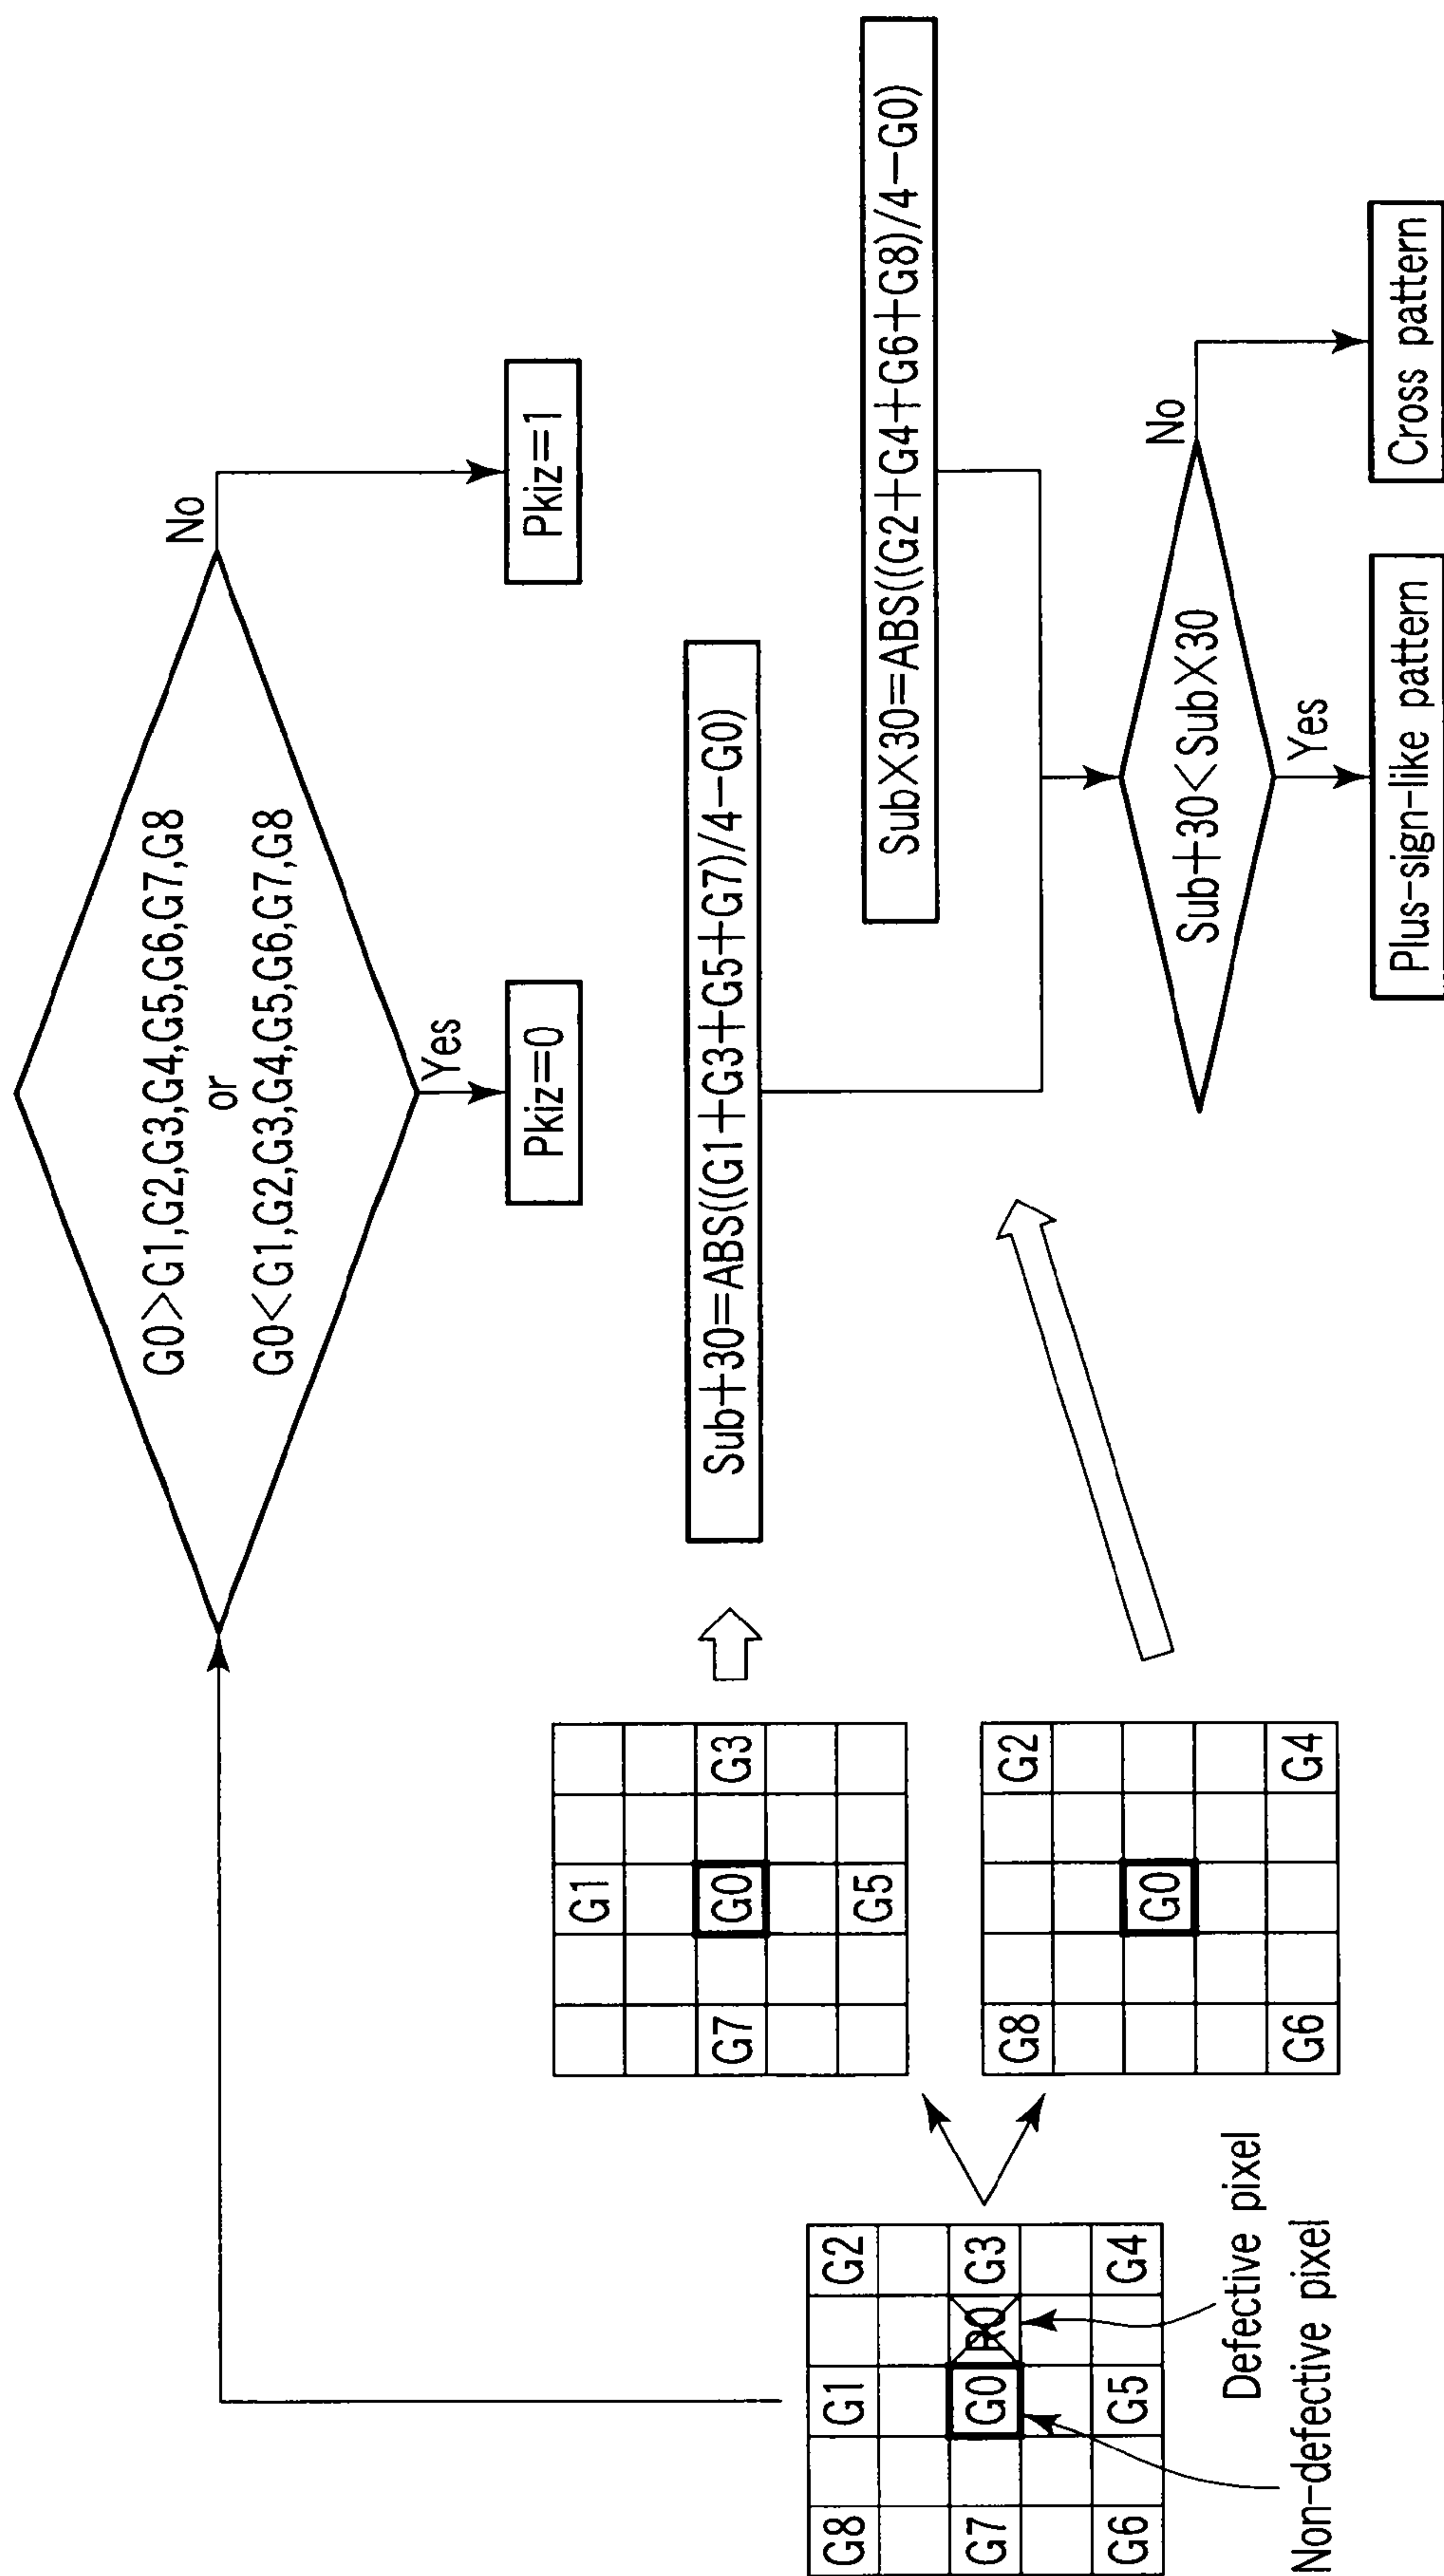 G0>G1,G2,G3,G4,G5,G6,G7,G8
or
G0<G1,G2,G3,G4,G5,G6,G7,G8
No
Yes
Pkiz=0
Pkiz=1
G1
G7 G0 G3
G5
Sub+30=ABS((G1+G3+G5+G7)/4-G0)
G8 G1 G2
G7 G0 R0 G3
G6 G5 G4
Defective pixel
Non-defective pixel
G8 G2
G0
G6 G4
Sub×30=ABS((G2+G4+G6+G8)/4-G0)
Sub+30<Sub×30
No
Yes
Plus-sign-like pattern
Cross pattern